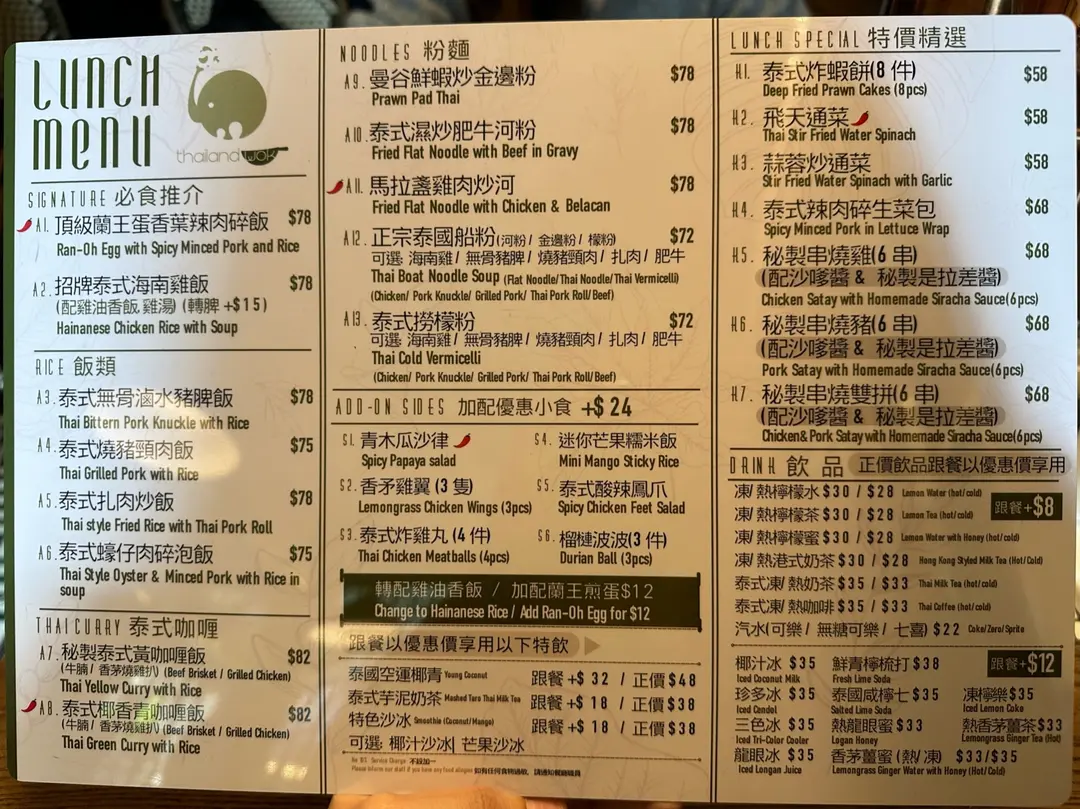 LUNCH
MENU
thailand WOK
SIGNATURE 必食推介
A1. 頂級蘭王蛋香葉辣肉碎飯 $78
Ran-Oh Egg with Spicy Minced Pork and Rice
A2. 招牌泰式海南雞飯 $78
(配雞油香飯, 雞湯) (轉脾 +$15)
Hainanese Chicken Rice with Soup
RICE 飯類
A3. 泰式無骨滷水豬脾飯 $78
Thai Bittern Pork Knuckle with Rice
A4. 泰式燒豬頸肉飯 $75
Thai Grilled Pork with Rice
A5. 泰式扎肉炒飯 $78
Thai style Fried Rice with Thai Pork Roll
A6. 泰式蠔仔肉碎泡飯 $75
Thai Style Oyster & Minced Pork with Rice in
soup
THAI CURRY 泰式咖喱
A7. 秘製泰式黃咖喱飯 $82
(牛腩 / 香茅燒雞扒) (Beef Brisket / Grilled Chicken)
Thai Yellow Curry with Rice
A8. 泰式椰香青咖喱飯 $82
(牛腩 / 香茅燒雞扒) (Beef Brisket / Grilled Chicken)
Thai Green Curry with Rice
NOODLES 粉麵
A9. 曼谷鮮蝦炒金邊粉 $78
Prawn Pad Thai
A10. 泰式濕炒肥牛河粉 $78
Fried Flat Noodle with Beef in Gravy
A11. 馬拉盞雞肉炒河 $78
Fried Flat Noodle with Chicken & Belacan
A12. 正宗泰國船粉(河粉 / 金邊粉 / 檬粉) $72
可選: 海南雞 / 無骨豬脾 / 燒豬頸肉 / 扎肉 / 肥牛
Thai Boat Noodle Soup (Flat Noodle/Thai Noodle/Thai Vermicelli)
(Chicken/ Pork Knuckle/ Grilled Pork/ Thai Pork Roll/Beef)
A13. 泰式撈檬粉 $72
可選: 海南雞 / 無骨豬脾 / 燒豬頸肉 / 扎肉 / 肥牛
Thai Cold Vermicelli
(Chicken/ Pork Knuckle/ Grilled Pork/ Thai Pork Roll/Beef)
ADD-ON SIDES 加配優惠小食 +$24
S1. 青木瓜沙律
Spicy Papaya salad
S2. 香茅雞翼 (3 隻)
Lemongrass Chicken Wings (3pcs)
S3. 泰式炸雞丸 (4 件)
Thai Chicken Meatballs (4pcs)
S4. 迷你芒果糯米飯
Mini Mango Sticky Rice
S5. 泰式酸辣鳳爪
Spicy Chicken Feet Salad
S6. 榴槤波波(3 件)
Durian Ball (3pcs)
轉配雞油香飯 / 加配蘭王煎蛋$12
Change to Hainanese Rice / Add Ran-Oh Egg for $12
跟餐以優惠價享用以下特飲
泰國空運椰青 Young Coconut 跟餐 +$ 32 / 正價 $48
泰式芋泥奶茶 Mashed Taro Thai Milk Tea 跟餐 +$ 18 / 正價 $38
特色沙冰 Smoothie (Coconut/Mango) 跟餐 +$ 18 / 正價 $38
可選: 椰汁沙冰| 芒果沙冰
No 10% Service Charge 不設加一
Please inform our staff if you have any food allergies 如有任何食物過敏, 請通知餐廳職員
LUNCH SPECIAL 特價精選
H1. 泰式炸蝦餅(8 件) $58
Deep Fried Prawn Cakes (8pcs)
H2. 飛天通菜 $58
Thai Stir Fried Water Spinach
H3. 蒜蓉炒通菜 $58
Stir Fried Water Spinach with Garlic
H4. 泰式辣肉碎生菜包 $68
Spicy Minced Pork in Lettuce Wrap
H5. 秘製串燒雞(6 串) $68
(配沙嗲醬 & 秘製是拉差醬)
Chicken Satay with Homemade Siracha Sauce(6pcs)
H6. 秘製串燒豬(6 串) $68
(配沙嗲醬 & 秘製是拉差醬)
Pork Satay with Homemade Siracha Sauce(6pcs)
H7. 秘製串燒雙拼(6 串) $68
(配沙嗲醬 & 秘製是拉差醬)
Chicken& Pork Satay with Homemade Siracha Sauce(6pcs)
DRINK 飲品 正價飲品跟餐以優惠價享用
跟餐+$8
凍/熱檸檬水 $30 / $28 Lemon Water (hot/cold)
凍/熱檸檬茶 $30 / $28 Lemon Tea (hot/cold)
凍/熱檸檬蜜 $30 / $28 Lemon Water with Honey (hot/cold)
凍/熱港式奶茶 $30 / $28 Hong Kong Styled Milk Tea (Hot/Cold)
泰式凍/熱奶茶 $35 / $33 Thai Milk Tea (hot/cold)
泰式凍/熱咖啡 $35 / $33 Thai Coffee (hot/cold)
汽水(可樂 / 無糖可樂 / 七喜) $22 Coke/Zero/Sprite
跟餐+$12
椰汁冰 $35 鮮青檸梳打 $38
Iced Coconut Milk Fresh Lime Soda
珍多冰 $35 泰國咸檸七 $35 凍檸樂 $35
Iced Cendol Salted Lime Soda Iced Lemon Coke
三色冰 $35 熱龍眼蜜 $33 熱香茅薑茶 $33
Iced Tri-Color Cooler Logan Honey Lemongrass Ginger Tea (Hot)
龍眼冰 $35 香茅薑蜜 (熱/凍) $33/$35
Iced Longan Juice Lemongrass Ginger Water with Honey (Hot/Cold)